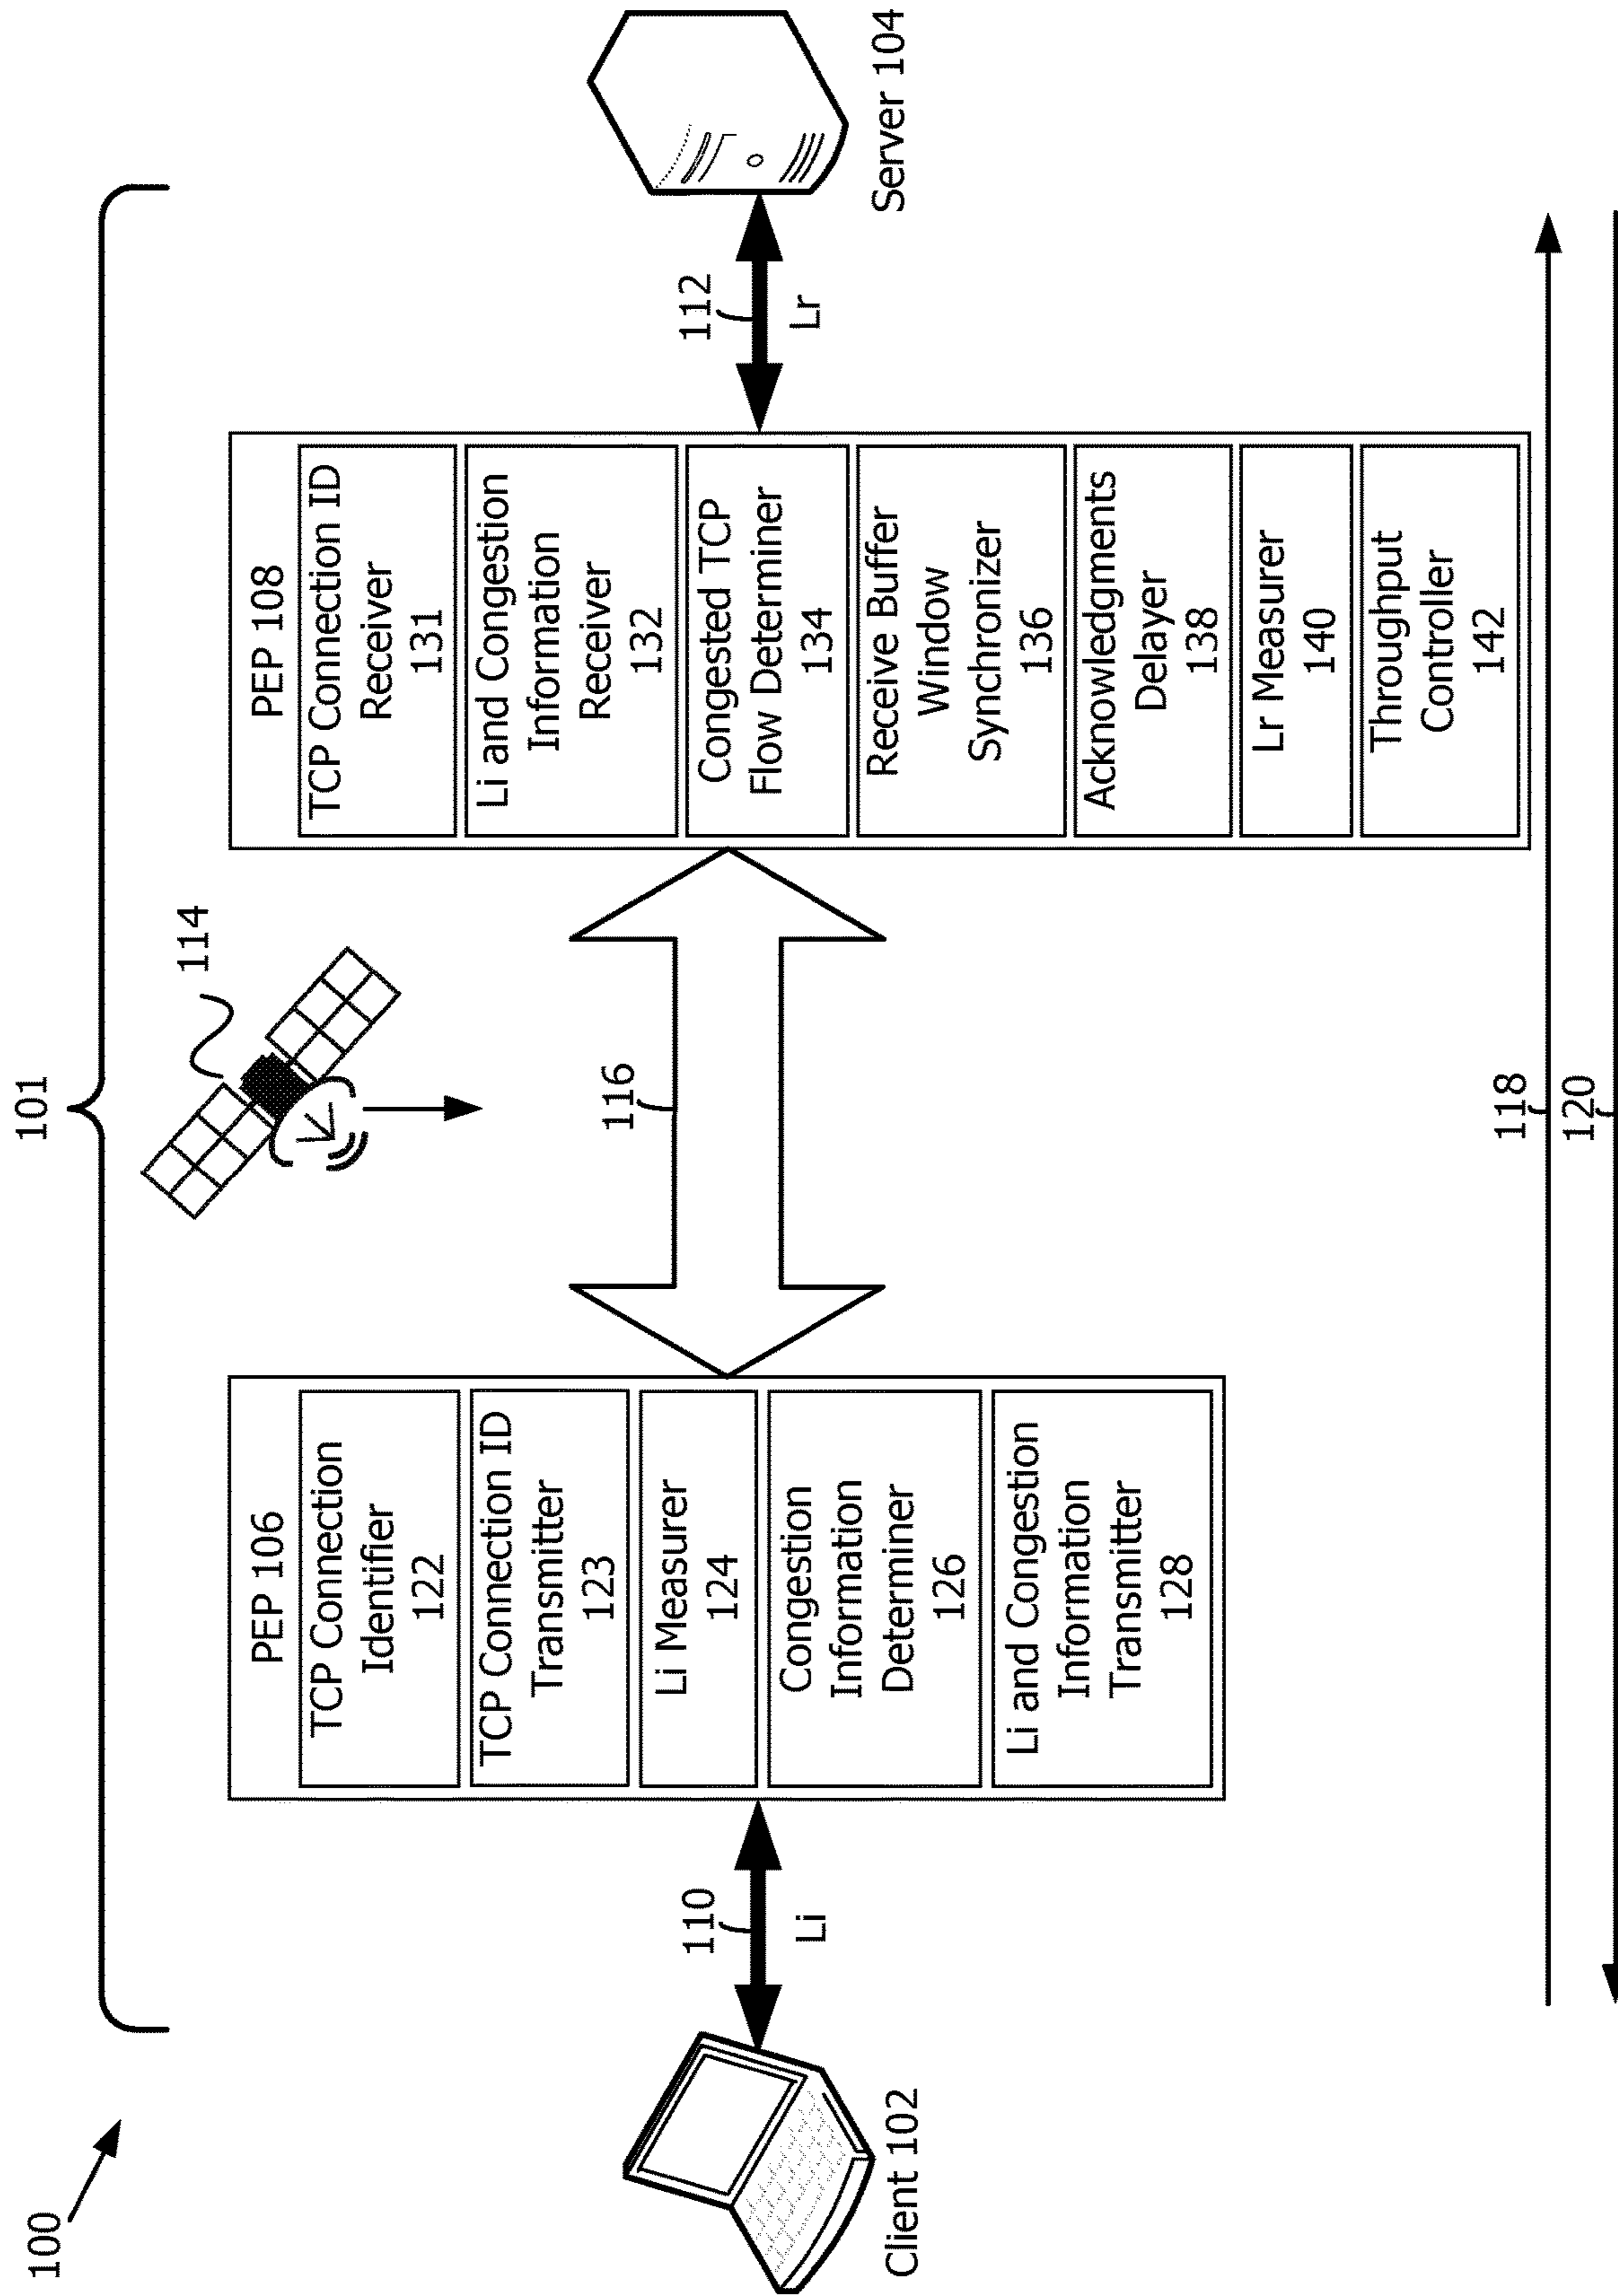 100
101
114
PEP 106
TCP Connection
Identifier
122
TCP Connection ID
Transmitter
123
Li Measurer
124
Congestion
Information
Determiner
126
Li and Congestion
Information
Transmitter
128
PEP 108
TCP Connection ID
Receiver
131
Li and Congestion
Information
Receiver
132
Congested TCP
Flow Determiner
134
Receive Buffer
Window
Synchronizer
136
Acknowledgments
Delayer
138
Lr Measurer
140
Throughput
Controller
142
110
Li
116
112
Lr
Client 102
Server 104
118
120